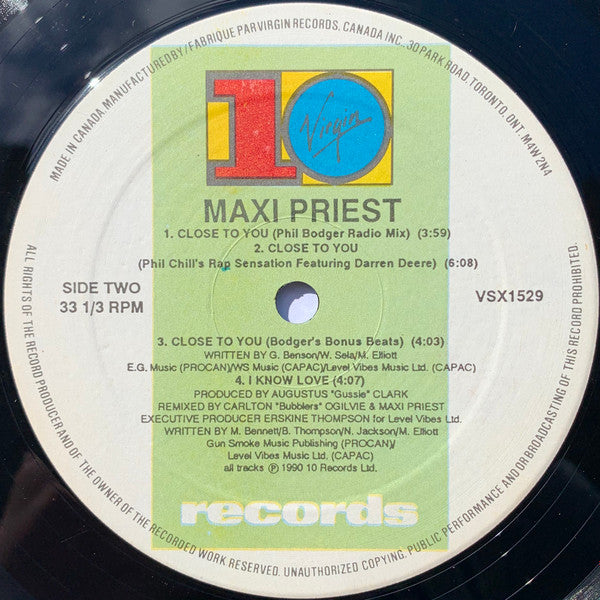 MADE IN CANADA. MANUFACTURED BY / FABRIQUE PAR VIRGIN RECORDS, CANADA INC., 30 PARK ROAD, TORONTO, ONT. M4W 2N4
10
Virgin
MAXI PRIEST
1. CLOSE TO YOU (Phil Bodger Radio Mix) (3:59)
2. CLOSE TO YOU
(Phil Chill's Rap Sensation Featuring Darren Deere) (6:08)
SIDE TWO
33 1/3 RPM
VSX1529
3. CLOSE TO YOU (Bodger's Bonus Beats) (4:03)
WRITTEN BY G. Benson/W. Sela/M. Elliott
E.G. Music (PROCAN)/WS Music (CAPAC)/Level Vibes Music Ltd. (CAPAC)
4. I KNOW LOVE (4:07)
PRODUCED BY AUGUSTUS "Gussie" CLARK
REMIXED BY CARLTON "Bubblers" OGILVIE & MAXI PRIEST
EXECUTIVE PRODUCER ERSKINE THOMPSON for Level Vibes Ltd.
WRITTEN BY M. Bennett/B. Thompson/N. Jackson/M. Elliott
Gun Smoke Music Publishing (PROCAN)/
Level Vibes Music Ltd. (CAPAC)
all tracks ℗ 1990 10 Records Ltd.
records
ALL RIGHTS OF THE RECORD PRODUCER AND OF THE OWNER OF THE RECORDED WORK RESERVED. UNAUTHORIZED COPYING, PUBLIC PERFORMANCE AND/OR BROADCASTING OF THIS RECORD PROHIBITED.